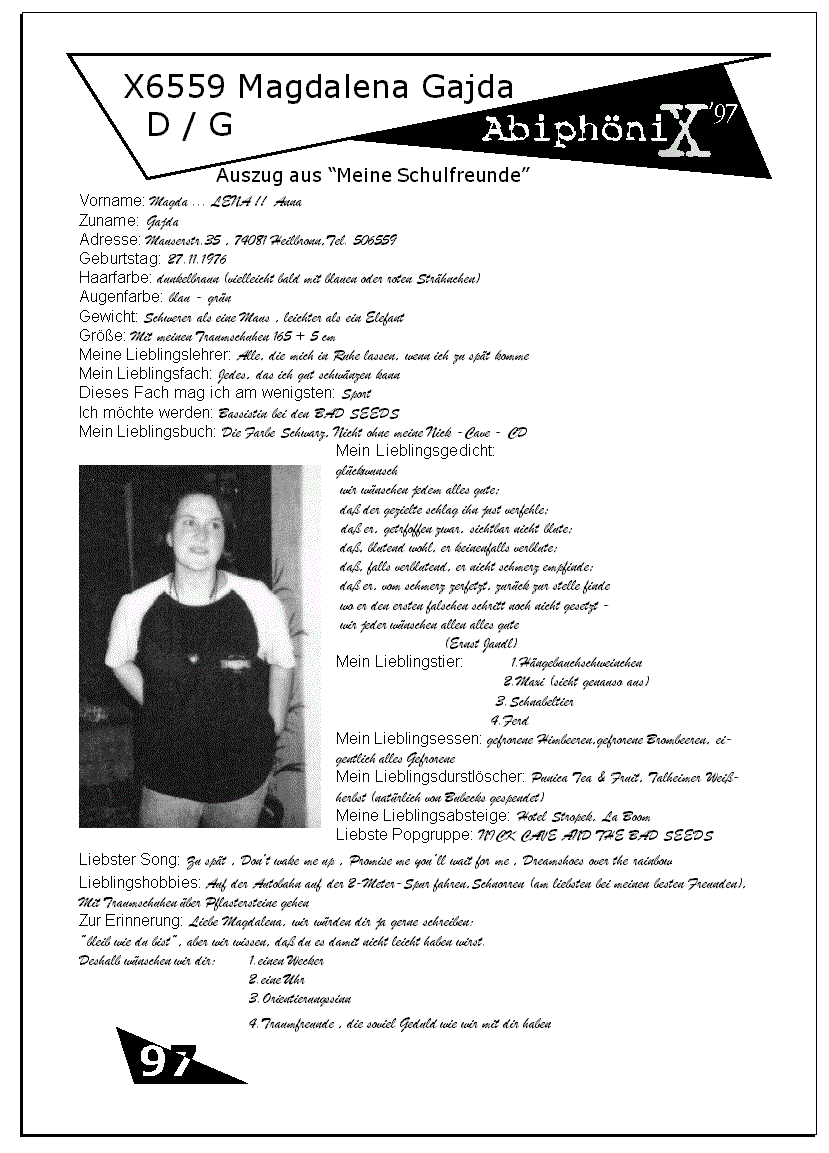 X6559 Magdalena Gajda
D / G
AbiphöniX '97
Auszug aus “Meine Schulfreunde”
Vorname: Magda ... LENA !! Anna
Zuname: Gajda
Adresse: Mauserstr.35 , 74081 Heilbronn,Tel. 506559
Geburtstag: 27.11.1976
Haarfarbe: dunkelbraun (vielleicht bald mit blauen oder roten Strähnchen)
Augenfarbe: blau - grün
Gewicht: Schwerer als eine Maus , leichter als ein Elefant
Größe: Mit meinen Traumschuhen 165 + 5 cm
Meine Lieblingslehrer: Alle, die mich in Ruhe lassen, wenn ich zu spät komme
Mein Lieblingsfach: Jedes, das ich gut schwänzen kann
Dieses Fach mag ich am wenigsten: Sport
Ich möchte werden: Bassistin bei den BAD SEEDS
Mein Lieblingsbuch: Die Farbe Schwarz, Nicht ohne meine Nick - Cave - CD
Mein Lieblingsgedicht:
glückwunsch
wir wünschen jedem alles gute:
daß der gezielte schlag ihn just verfehle;
daß er, getrfoffen zwar, sichtbar nicht blute;
daß, blutend wohl, er keinenfalls verblute;
daß, falls verblutend, er nicht schmerz empfinde;
daß er, vom schmerz zerfetzt, zurück zur stelle finde
wo er den ersten falschen schritt noch nicht gesetzt -
wir jeder wünschen allen alles gute
(Ernst Jandl)
Mein Lieblingstier: 1.Hängebauchschweinchen
2.Maxi (sieht genauso aus)
3. Schnabeltier
4.Ferd
Mein Lieblingsessen: gefrorene Himbeeren,gefrorene Brombeeren, ei-
gentlich alles Gefrorene
Mein Lieblingsdurstlöscher: Punica Tea & Fruit, Talheimer Weiß-
herbst (natürlich von Bubecks gespendet)
Meine Lieblingsabsteige: Hotel Stropek, La Boom
Liebste Popgruppe: NICK CAVE AND THE BAD SEEDS
Liebster Song: Zu spät , Don't wake me up , Promise me you'll wait for me , Dreamshoes over the rainbow
Lieblingshobbies: Auf der Autobahn auf der 2-Meter-Spur fahren,Schnorren (am liebsten bei meinen besten Freunden),
Mit Traumschuhen über Pflastersteine gehen
Zur Erinnerung: Liebe Magdalena, wir würden dir ja gerne schreiben:
"bleib wie du bist", aber wir wissen, daß du es damit nicht leicht haben wirst.
Deshalb wünschen wir dir: 1.einen Wecker
2.eine Uhr
3.Orientierungssinn
4.Traumfreunde , die soviel Geduld wie wir mit dir haben
97